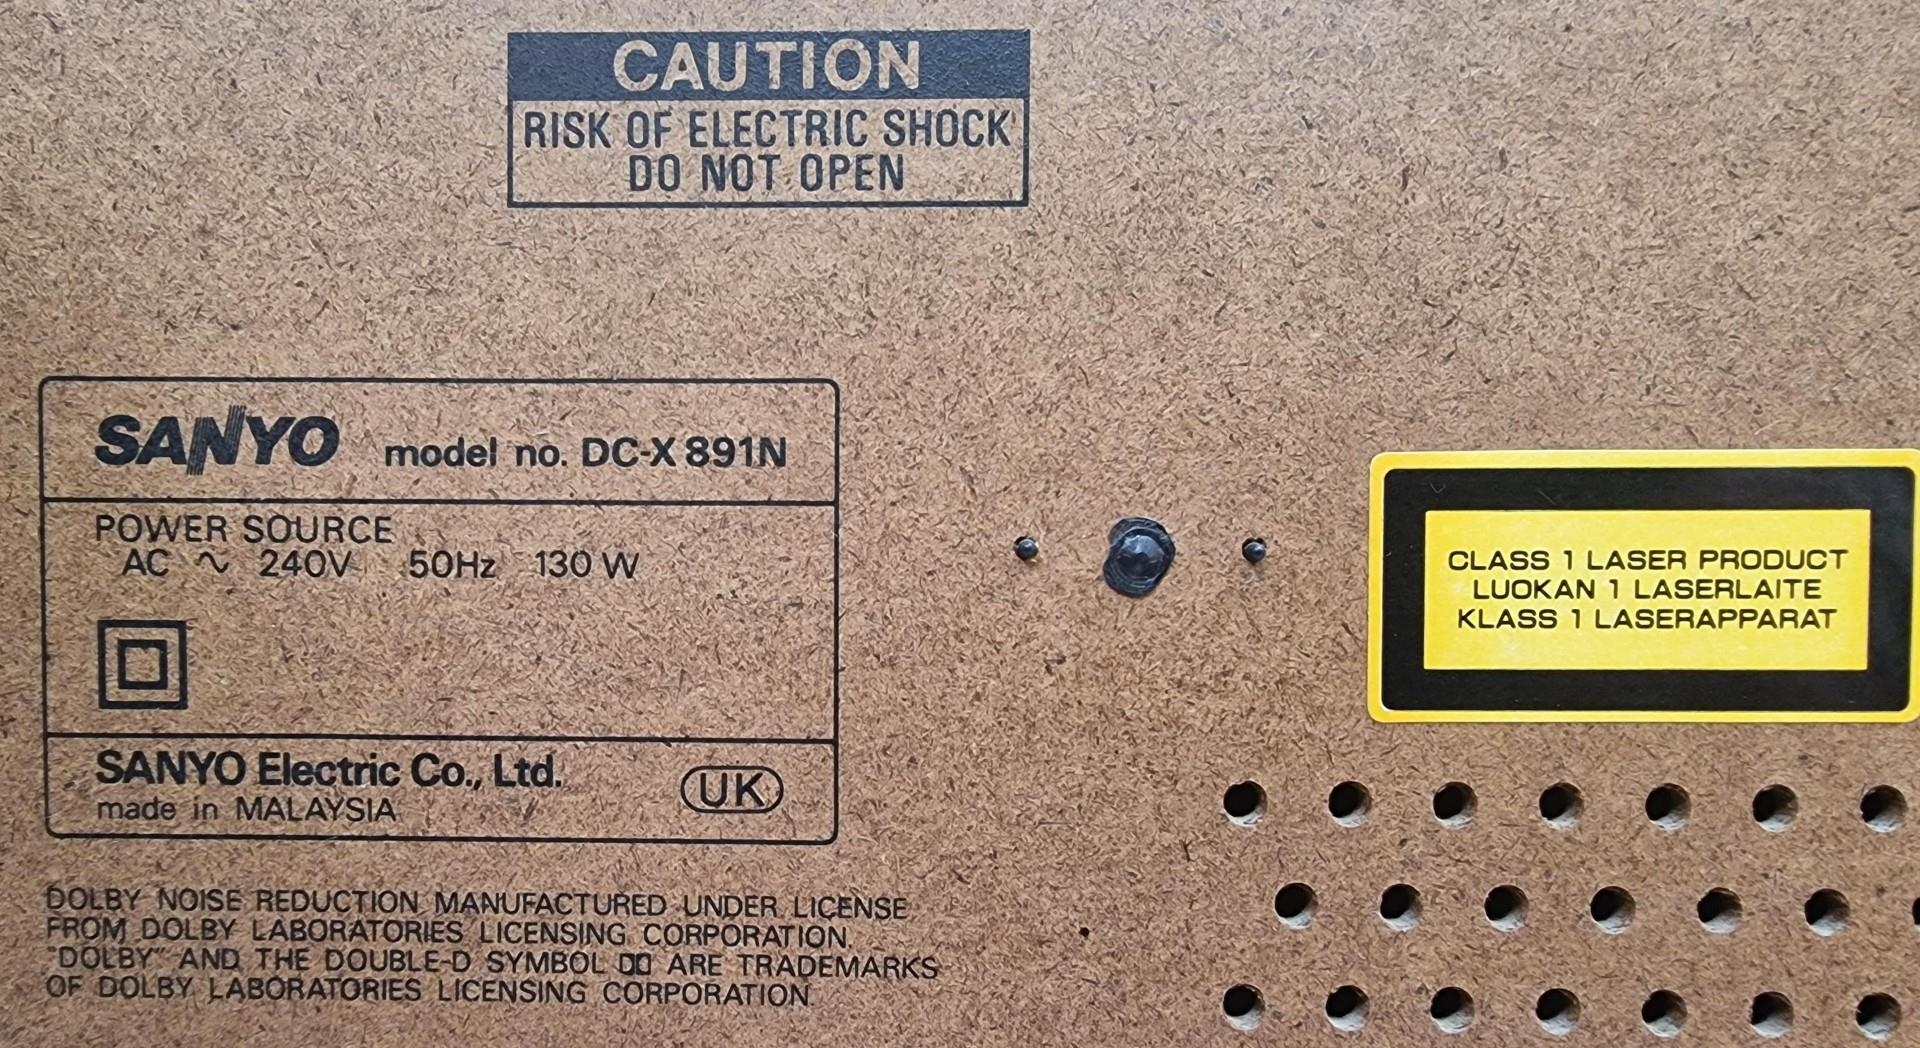 CAUTION
RISK OF ELECTRIC SHOCK
DO NOT OPEN
SANYO model no. DC-X 891N
POWER SOURCE
AC ∿ 240V 50Hz 130 W
SANYO Electric Co., Ltd.
made in MALAYSIA
UK
DOLBY NOISE REDUCTION MANUFACTURED UNDER LICENSE
FROM DOLBY LABORATORIES LICENSING CORPORATION.
"DOLBY" AND THE DOUBLE-D SYMBOL ARE TRADEMARKS
OF DOLBY LABORATORIES LICENSING CORPORATION.
CLASS 1 LASER PRODUCT
LUOKAN 1 LASERLAITE
KLASS 1 LASERAPPARAT